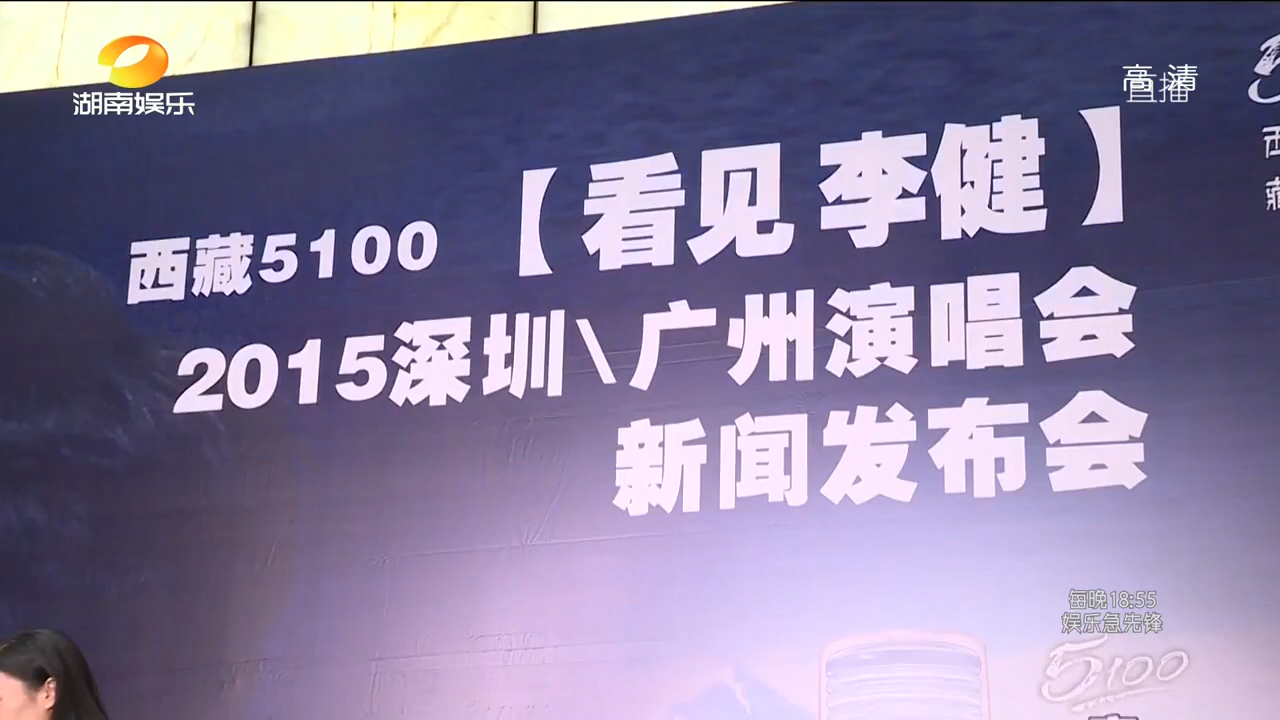 湖南娱乐
高清
直播
西藏5100【看见 李健】
2015深圳\广州演唱会
新闻发布会
西
藏
每晚18:55
娱乐急先锋
5100